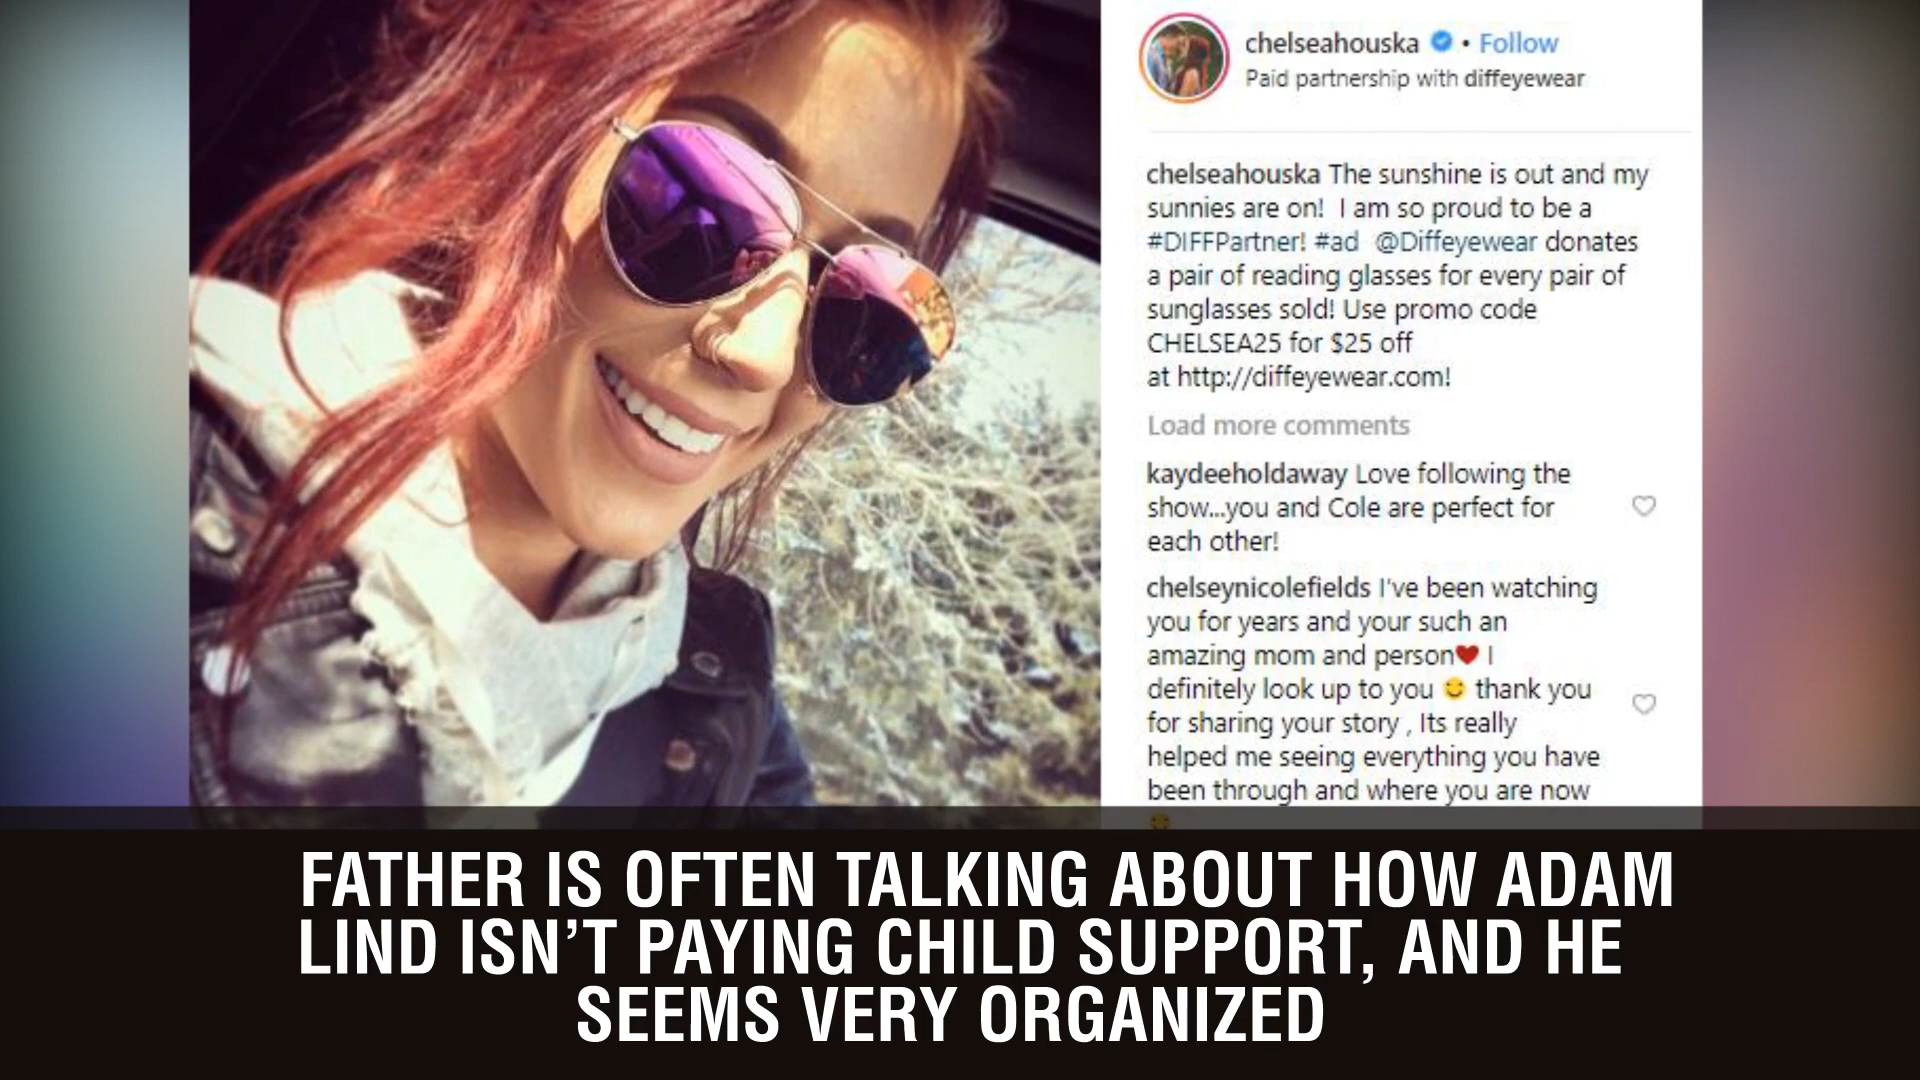 chelseahouska • Follow
Paid partnership with diffeyewear
chelseahouska The sunshine is out and my
sunnies are on! I am so proud to be a
#DIFFPartner! #ad @Diffeyewear donates
a pair of reading glasses for every pair of
sunglasses sold! Use promo code
CHELSEA25 for $25 off
at http://diffeyewear.com!
Load more comments
kaydeeholdaway Love following the
show...you and Cole are perfect for
each other!
chelseynicolefields I've been watching
you for years and your such an
amazing mom and person❤ I
definitely look up to you 😊 thank you
for sharing your story , Its really
helped me seeing everything you have
been through and where you are now
FATHER IS OFTEN TALKING ABOUT HOW ADAM
LIND ISN'T PAYING CHILD SUPPORT, AND HE
SEEMS VERY ORGANIZED